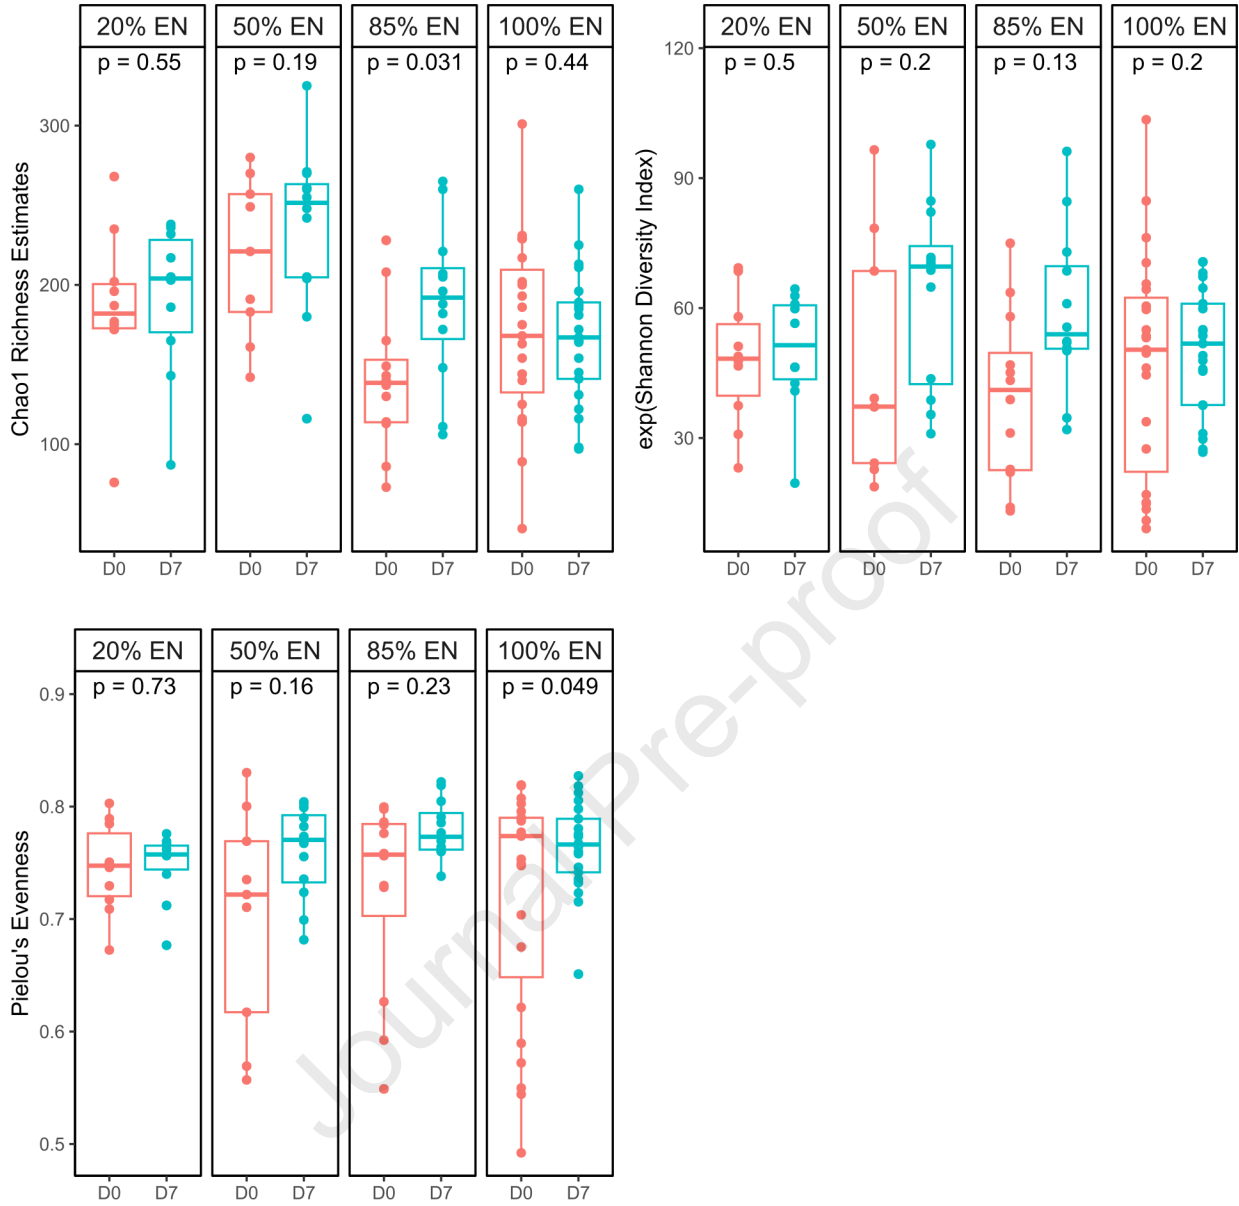 20% EN 50% EN 85% EN 100% EN
p = 0.55 p = 0.19 p = 0.031 p = 0.44
Chao1 Richness Estimates
300
200
100
D0 D7 D0 D7 D0 D7 D0 D7
20% EN 50% EN 85% EN 100% EN
p = 0.5 p = 0.2 p = 0.13 p = 0.2
exp(Shannon Diversity Index)
120
90
60
30
D0 D7 D0 D7 D0 D7 D0 D7
20% EN 50% EN 85% EN 100% EN
p = 0.73 p = 0.16 p = 0.23 p = 0.049
Pielou's Evenness
0.9
0.8
0.7
0.6
0.5
D0 D7 D0 D7 D0 D7 D0 D7
Journal Pre-proof